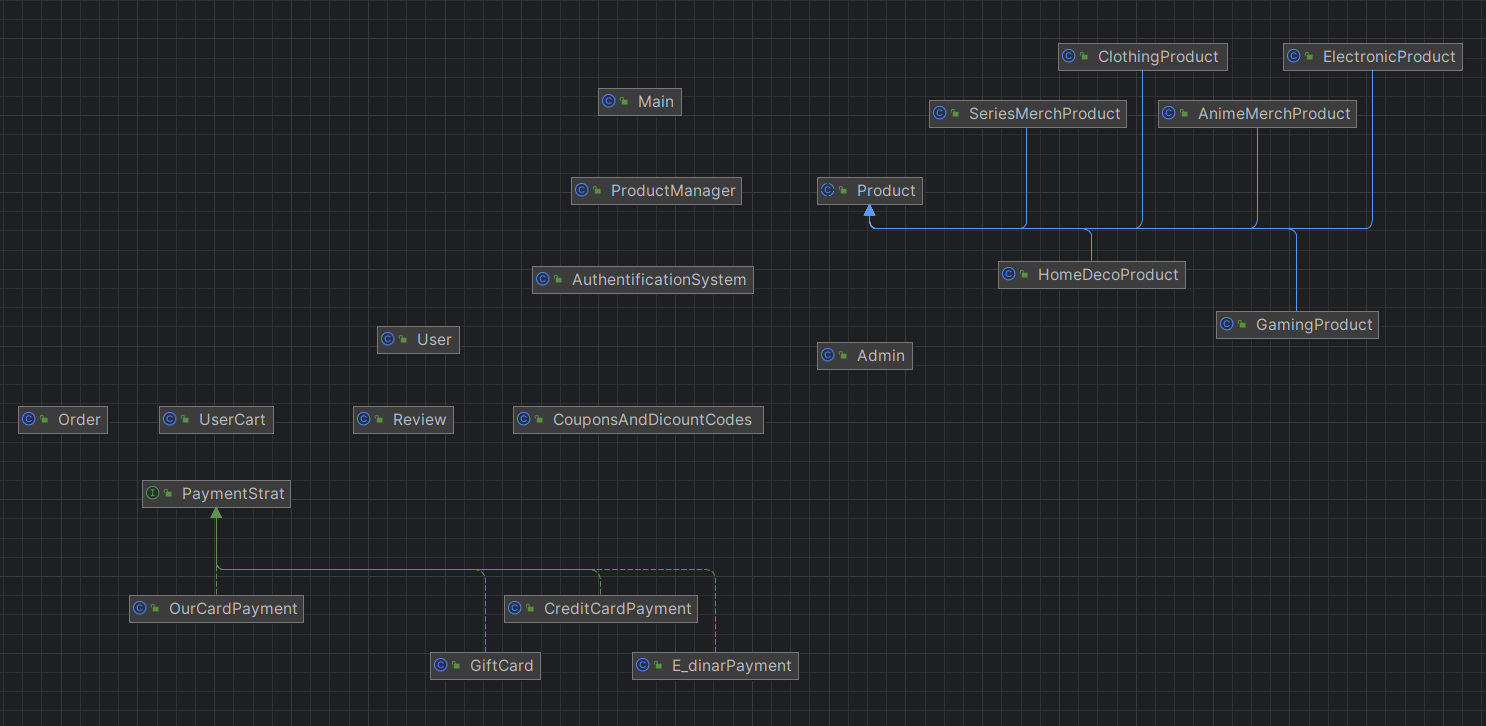 ClothingProduct
ElectronicProduct
Main
SeriesMerchProduct
AnimeMerchProduct
ProductManager
Product
AuthentificationSystem
HomeDecoProduct
User
GamingProduct
Admin
Order
UserCart
Review
CouponsAndDicountCodes
PaymentStrat
OurCardPayment
CreditCardPayment
GiftCard
E_dinarPayment